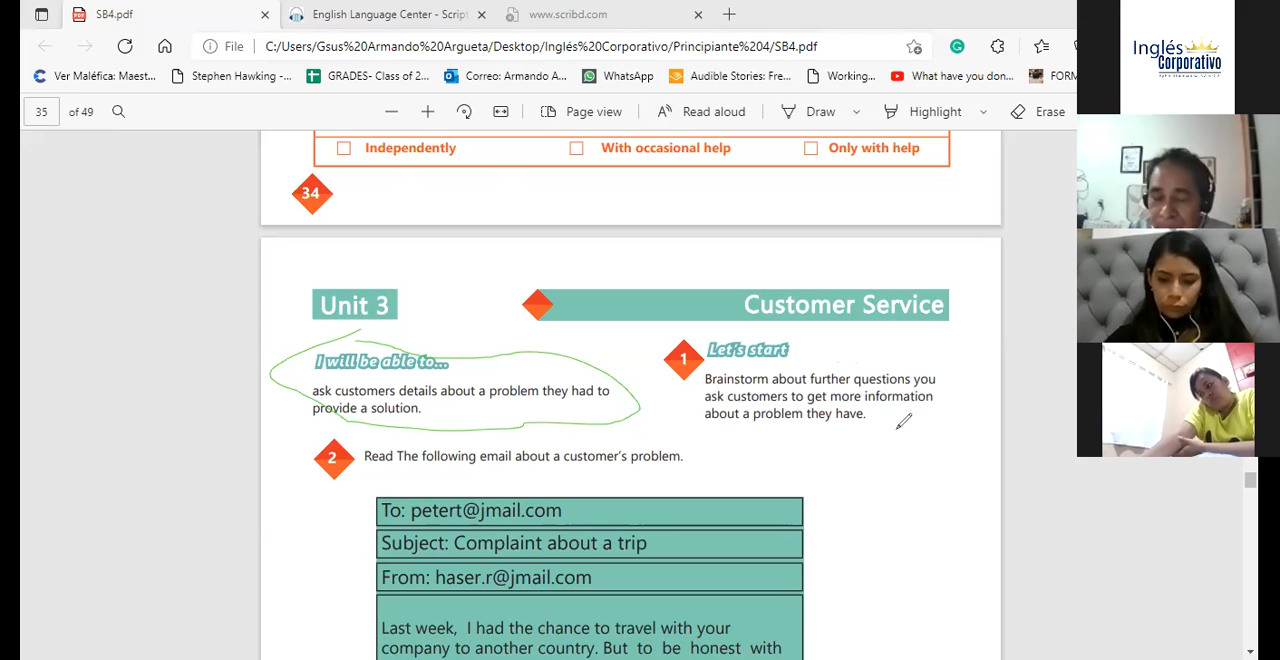 SB4.pdf
English Language Center - Script
www.scribd.com
File
C:/Users/Gsus%20Armando%20Argueta/Desktop/Inglés%20Corporativo/Principiante%204/SB4.pdf
Ver Maléfica: Maest...
Stephen Hawking -...
GRADES- Class of 2...
Correo: Armando A...
WhatsApp
Audible Stories: Fre...
Working...
What have you don...
FORM
35
of 49
Page view
Read aloud
Draw
Highlight
Erase
Inglés
Corporativo
Independently
With occasional help
Only with help
34
Unit 3
Customer Service
I will be able to...
ask customers details about a problem they had to
provide a solution.
1
Let's start
Brainstorm about further questions you
ask customers to get more information
about a problem they have.
2
Read The following email about a customer's problem.
To: petert@jmail.com
Subject: Complaint about a trip
From: haser.r@jmail.com
Last week, I had the chance to travel with your
company to another country. But to be honest with